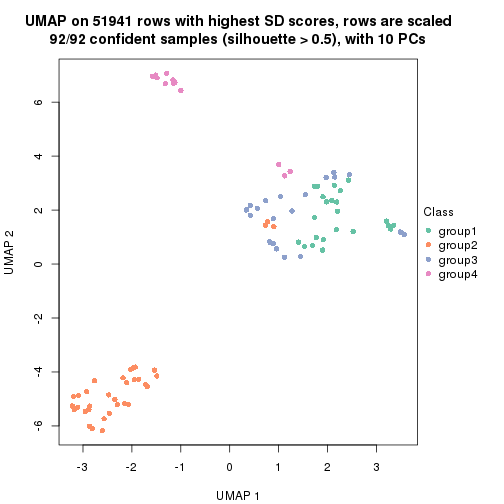 UMAP on 51941 rows with highest SD scores, rows are scaled
92/92 confident samples (silhouette > 0.5), with 10 PCs
6
4
2
0
-2
-4
-6
UMAP 2
-3 -2 -1 0 1 2 3
UMAP 1
Class
group1
group2
group3
group4